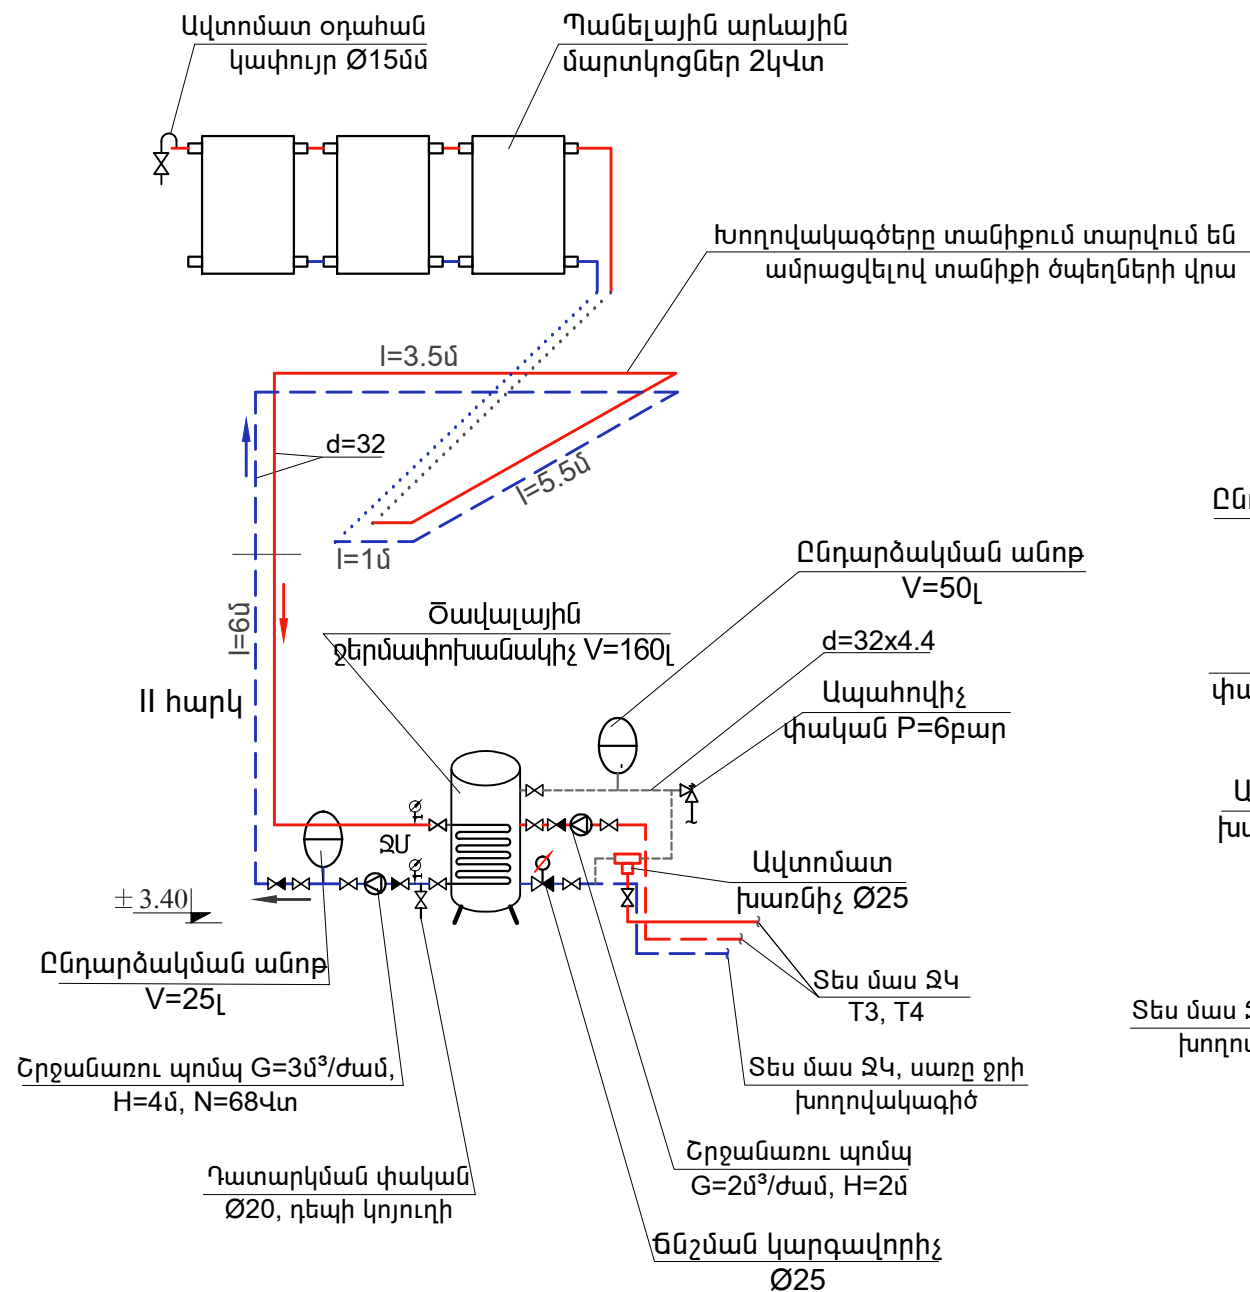 Ավտոմատ օդահան
կափույր Ø15մմ
Պանելային արևային
մարտկոցներ 2կՎտ
Խողովակագծերը տանիքում տարվում են
ամրացվելով տանիքի ծպեղների վրա
l=3.5մ
d=32
l=5.5մ
l=1մ
l=6մ
II հարկ
Ընդարձակման անոթ
V=50լ
Ծավալային
ջերմափոխանակիչ V=160լ
d=32x4.4
Ապահովիչ
փական P=6բար
ՋՄ
Ավտոմատ
խառնիչ Ø25
± 3.40
Ընդարձակման անոթ
V=25լ
Տես մաս ՋԿ
T3, T4
Շրջանառու պոմպ G=3մ³/ժամ,
H=4մ, N=68Վտ
Տես մաս ՋԿ, սառը ջրի
խողովակագիծ
Դատարկման փական
Ø20, դեպի կոյուղի
Շրջանառու պոմպ
G=2մ³/ժամ, H=2մ
Ճնշման կարգավորիչ
Ø25
Տես մաս